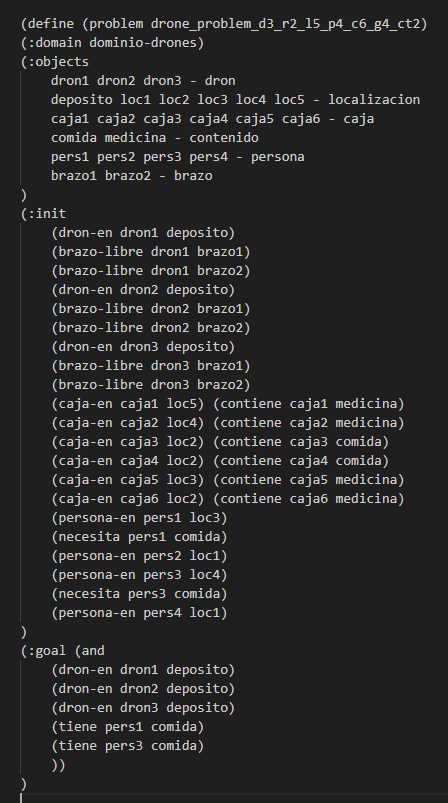 (define (problem drone_problem_d3_r2_l5_p4_c6_g4_ct2)
(:domain dominio-drones)
(:objects
    dron1 dron2 dron3 - dron
    deposito loc1 loc2 loc3 loc4 loc5 - localizacion
    caja1 caja2 caja3 caja4 caja5 caja6 - caja
    comida medicina - contenido
    pers1 pers2 pers3 pers4 - persona
    brazo1 brazo2 - brazo
)
(:init
    (dron-en dron1 deposito)
    (brazo-libre dron1 brazo1)
    (brazo-libre dron1 brazo2)
    (dron-en dron2 deposito)
    (brazo-libre dron2 brazo1)
    (brazo-libre dron2 brazo2)
    (dron-en dron3 deposito)
    (brazo-libre dron3 brazo1)
    (brazo-libre dron3 brazo2)
    (caja-en caja1 loc5) (contiene caja1 medicina)
    (caja-en caja2 loc4) (contiene caja2 medicina)
    (caja-en caja3 loc2) (contiene caja3 comida)
    (caja-en caja4 loc2) (contiene caja4 comida)
    (caja-en caja5 loc3) (contiene caja5 medicina)
    (caja-en caja6 loc2) (contiene caja6 medicina)
    (persona-en pers1 loc3)
    (necesita pers1 comida)
    (persona-en pers2 loc1)
    (persona-en pers3 loc4)
    (necesita pers3 comida)
    (persona-en pers4 loc1)
)
(:goal (and
    (dron-en dron1 deposito)
    (dron-en dron2 deposito)
    (dron-en dron3 deposito)
    (tiene pers1 comida)
    (tiene pers3 comida)
    ))
)